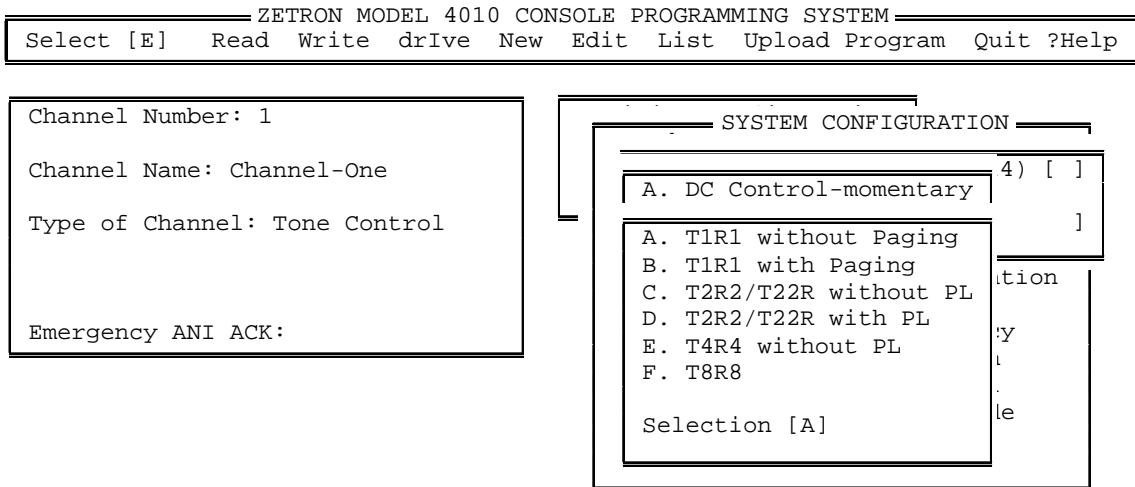 ZETRON MODEL 4010 CONSOLE PROGRAMMING SYSTEM
Select [E] Read Write drIve New Edit List Upload Program Quit ?Help
Channel Number: 1
Channel Name: Channel-One
Type of Channel: Tone Control
Emergency ANI ACK:
SYSTEM CONFIGURATION
4) [ ]
A. DC Control-momentary
]
A. T1R1 without Paging
B. T1R1 with Paging
C. T2R2/T22R without PL
D. T2R2/T22R with PL
E. T4R4 without PL
F. T8R8
Selection [A]